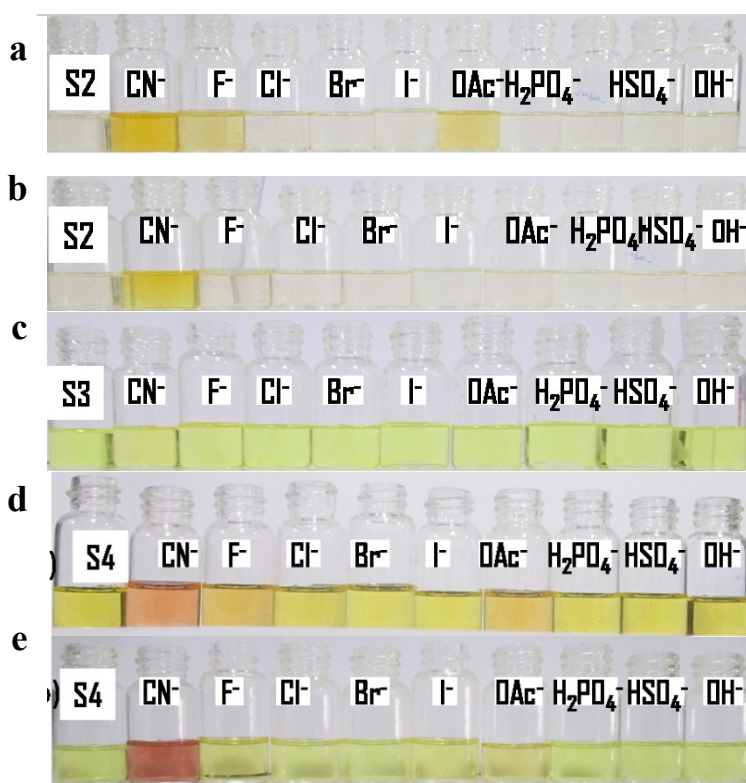 a
S2 CN⁻ F⁻ Cl⁻ Br⁻ I⁻ OAc⁻ H₂PO₄⁻ HSO₄⁻ OH⁻
b
S2 CN⁻ F⁻ Cl⁻ Br⁻ I⁻ OAc⁻ H₂PO₄⁻ HSO₄⁻ OH⁻
c
S3 CN⁻ F⁻ Cl⁻ Br⁻ I⁻ OAc⁻ H₂PO₄⁻ HSO₄⁻ OH⁻
d
) S4 CN⁻ F⁻ Cl⁻ Br⁻ I⁻ OAc⁻ H₂PO₄⁻ HSO₄⁻ OH⁻
e
) S4 CN⁻ F⁻ Cl⁻ Br⁻ I⁻ OAc⁻ H₂PO₄⁻ HSO₄⁻ OH⁻